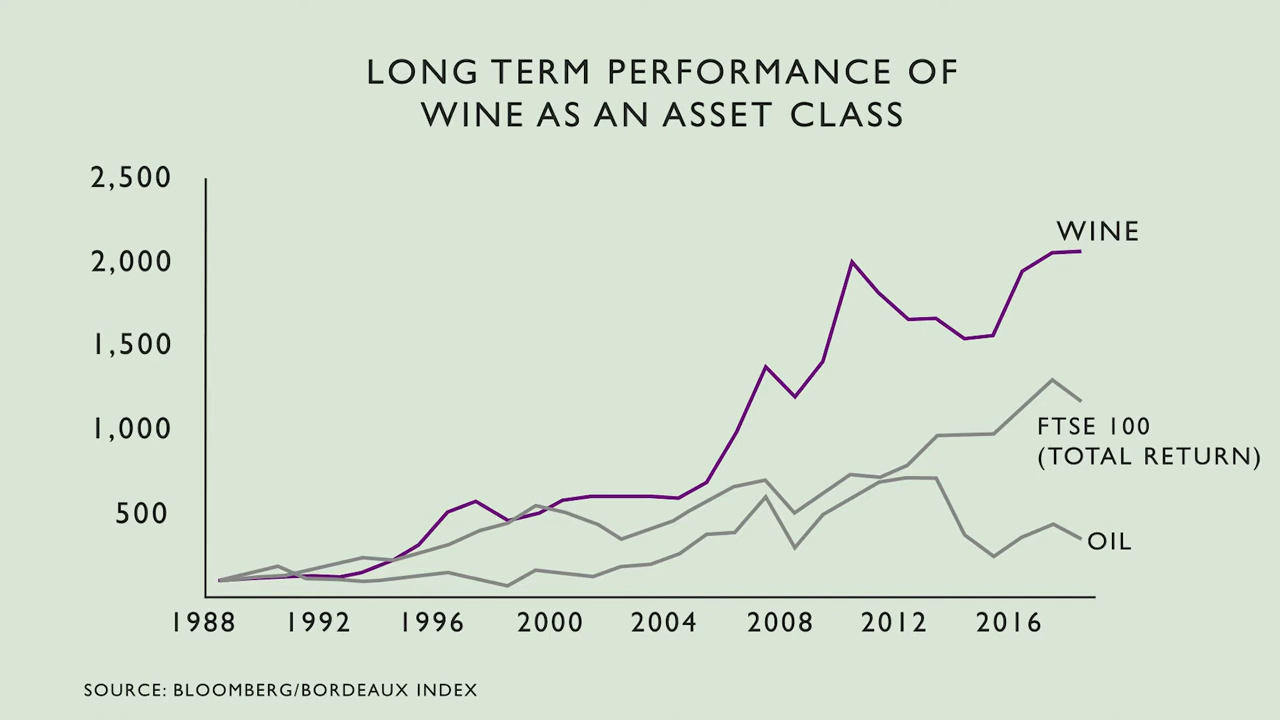 LONG TERM PERFORMANCE OF
WINE AS AN ASSET CLASS
2,500
2,000
1,500
1,000
500
WINE
FTSE 100
(TOTAL RETURN)
OIL
1988 1992 1996 2000 2004 2008 2012 2016
SOURCE: BLOOMBERG/BORDEAUX INDEX